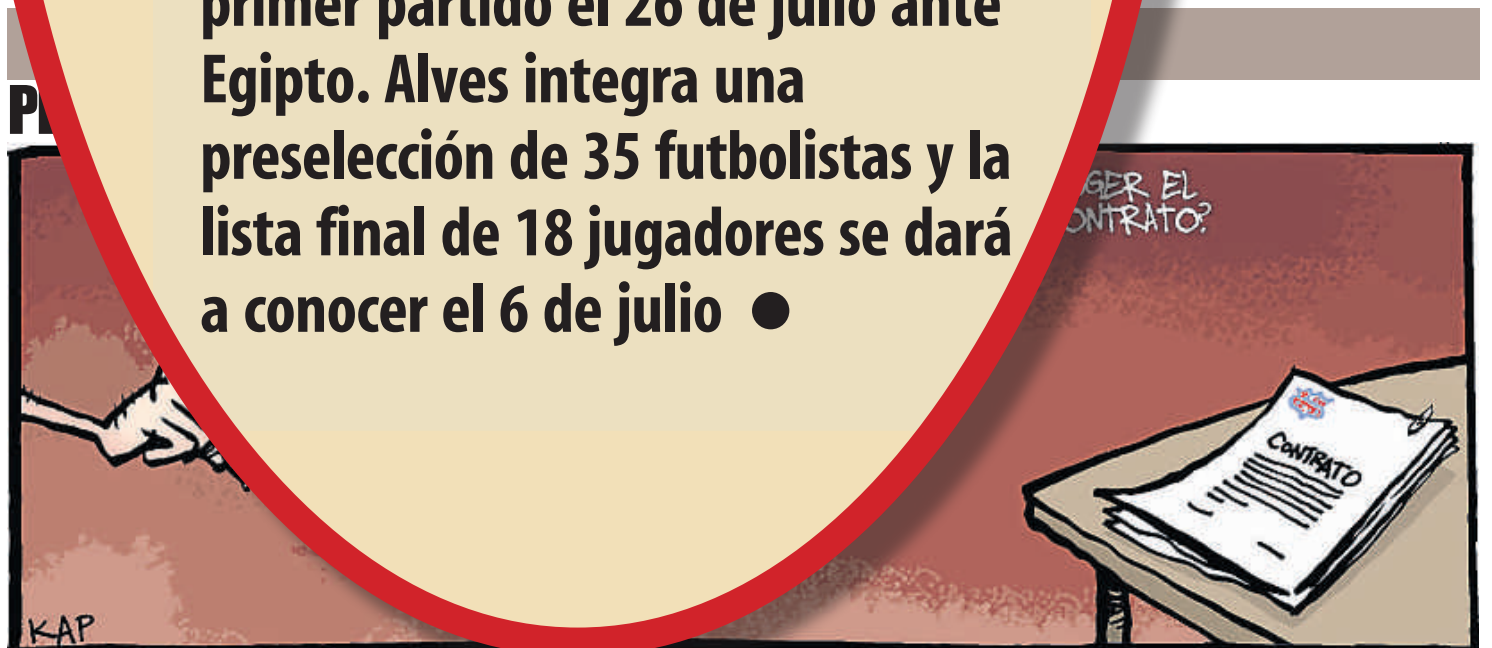 primer partido el 26 de julio ante
Egipto. Alves integra una
preselección de 35 futbolistas y la
lista final de 18 jugadores se dará
a conocer el 6 de julio ●
EL
CONTRATO
KAP